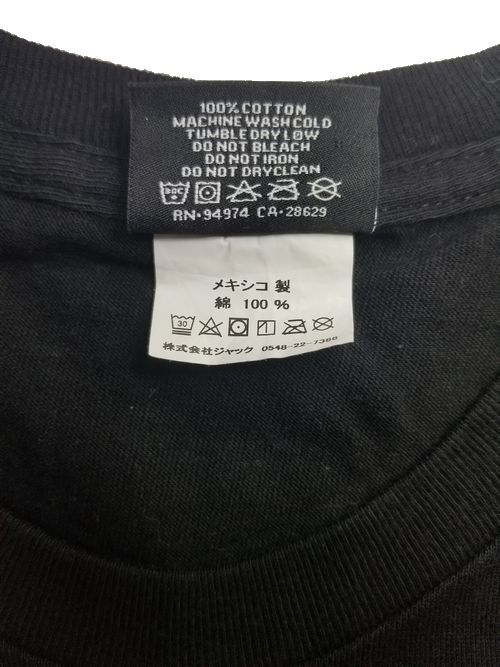 100% COTTON
MACHINE WASH COLD
TUMBLE DRY LOW
DO NOT BLEACH
DO NOT IRON
DO NOT DRYCLEAN
RN•94974 CA•28629
メキシコ 製
綿 100 %
30
株式会社ジャック 0548-22-7366